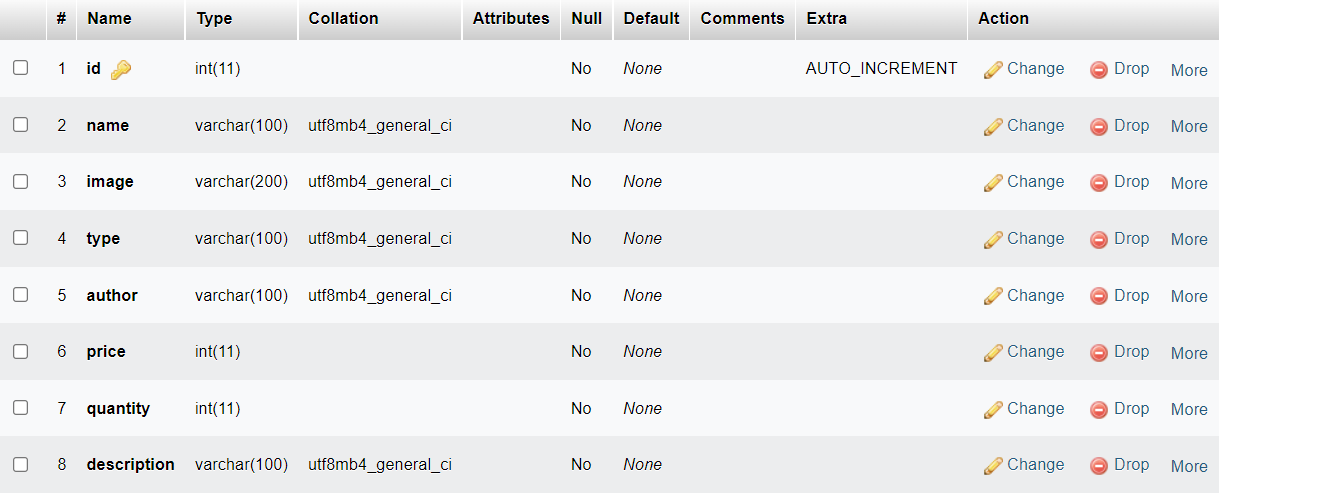 # Name Type Collation Attributes Null Default Comments Extra Action
1 id int(11) No None AUTO_INCREMENT Change Drop More
2 name varchar(100) utf8mb4_general_ci No None Change Drop More
3 image varchar(200) utf8mb4_general_ci No None Change Drop More
4 type varchar(100) utf8mb4_general_ci No None Change Drop More
5 author varchar(100) utf8mb4_general_ci No None Change Drop More
6 price int(11) No None Change Drop More
7 quantity int(11) No None Change Drop More
8 description varchar(100) utf8mb4_general_ci No None Change Drop More